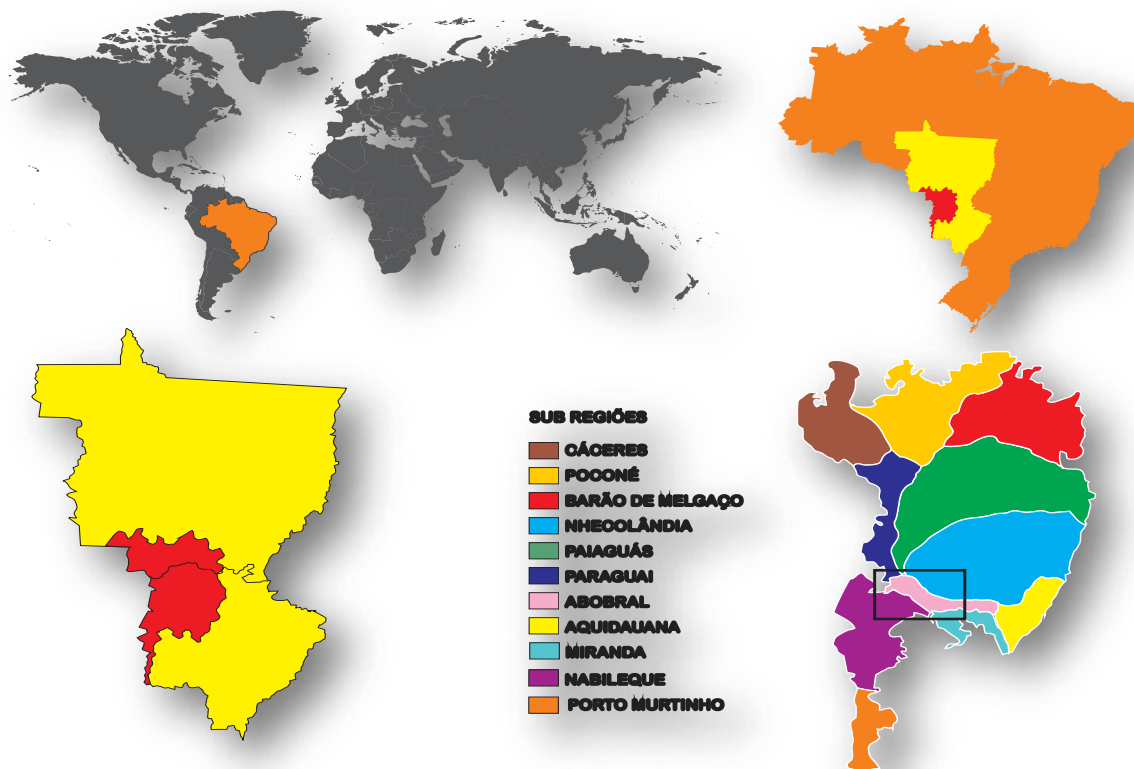 SUB REGIÕES
CÁCERES
POCONÉ
BARÃO DE MELGAÇO
NHECOLÂNDIA
PAIAGUÁS
PARAGUAI
ABOBRAL
AQUIDAUANA
MIRANDA
NABILEQUE
PORTO MURTINHO